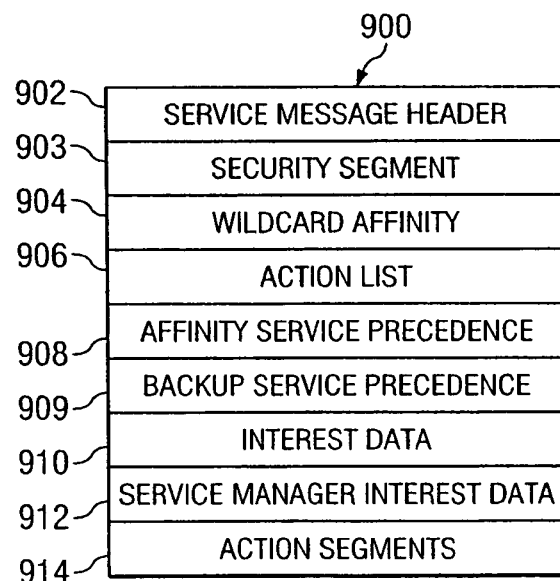 900
902 SERVICE MESSAGE HEADER
903 SECURITY SEGMENT
904 WILDCARD AFFINITY
906 ACTION LIST
908 AFFINITY SERVICE PRECEDENCE
909 BACKUP SERVICE PRECEDENCE
910 INTEREST DATA
912 SERVICE MANAGER INTEREST DATA
914 ACTION SEGMENTS